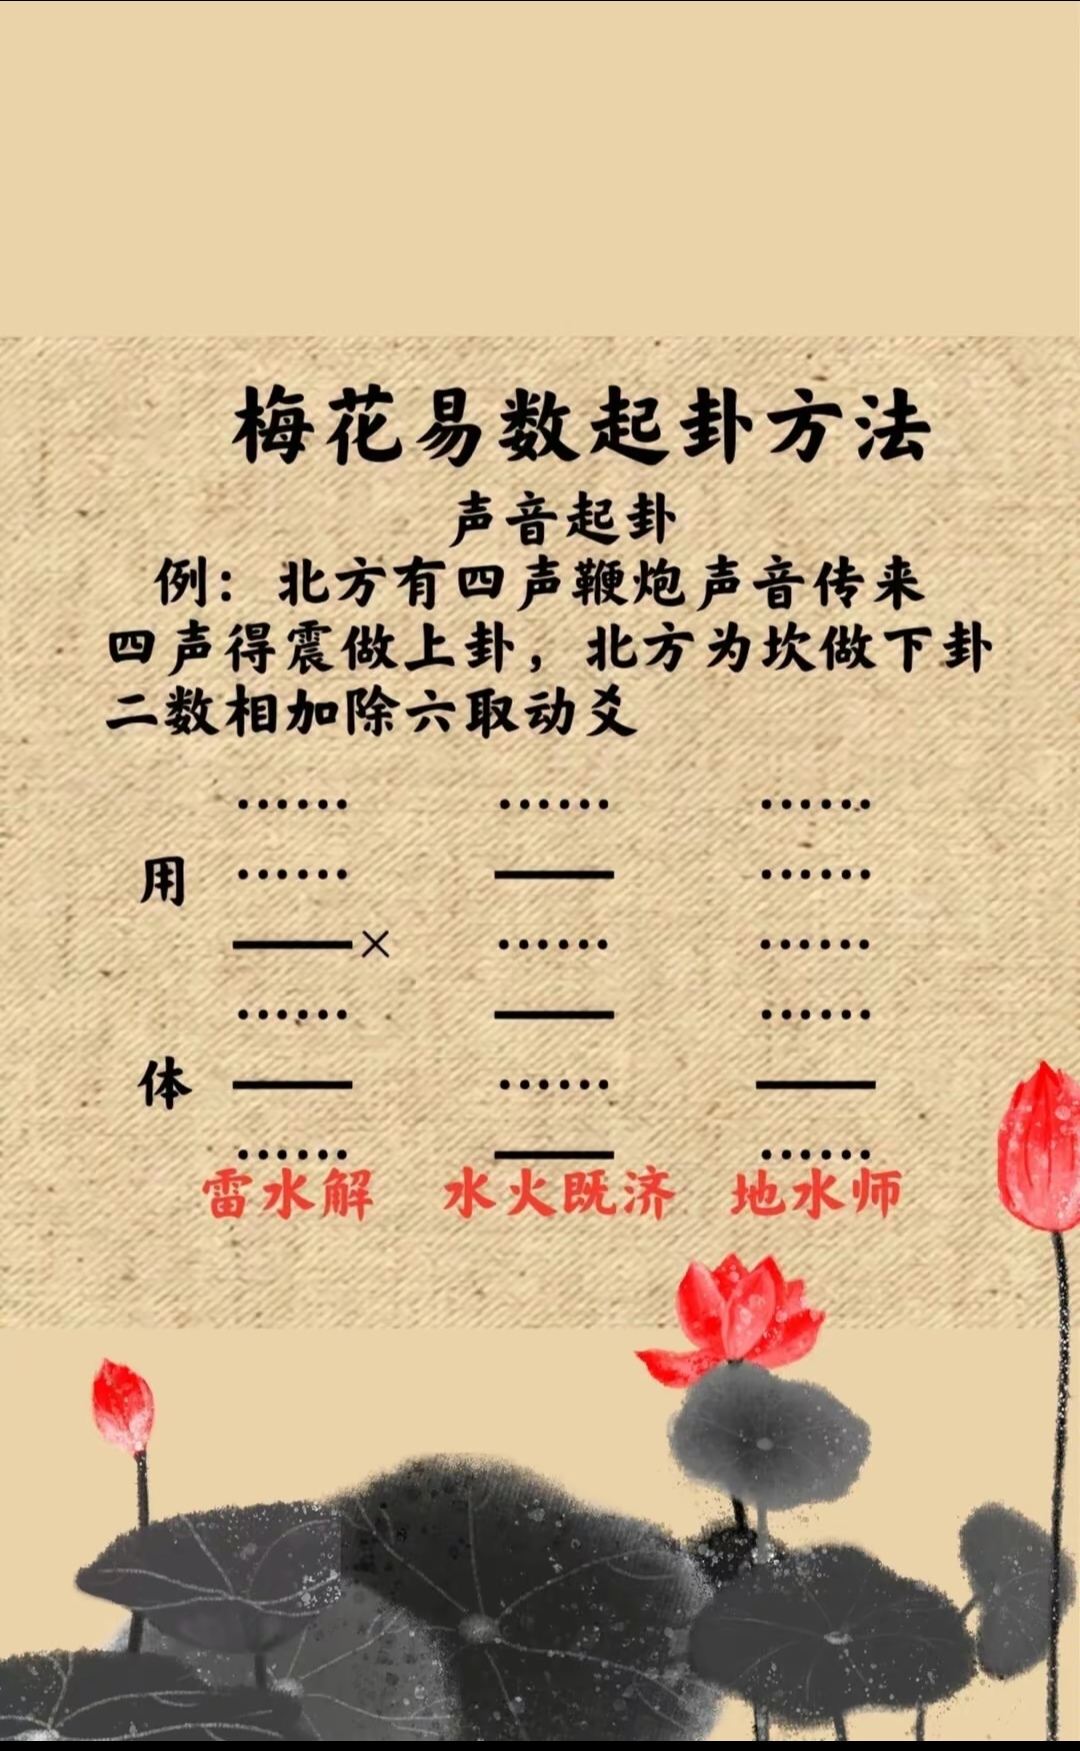 梅花易数起卦方法
声音起卦
例：北方有四声鞭炮声音传来
四声得震做上卦，北方为坎做下卦
二数相加除六取动爻
用
体
雷水解 水火既济 地水师